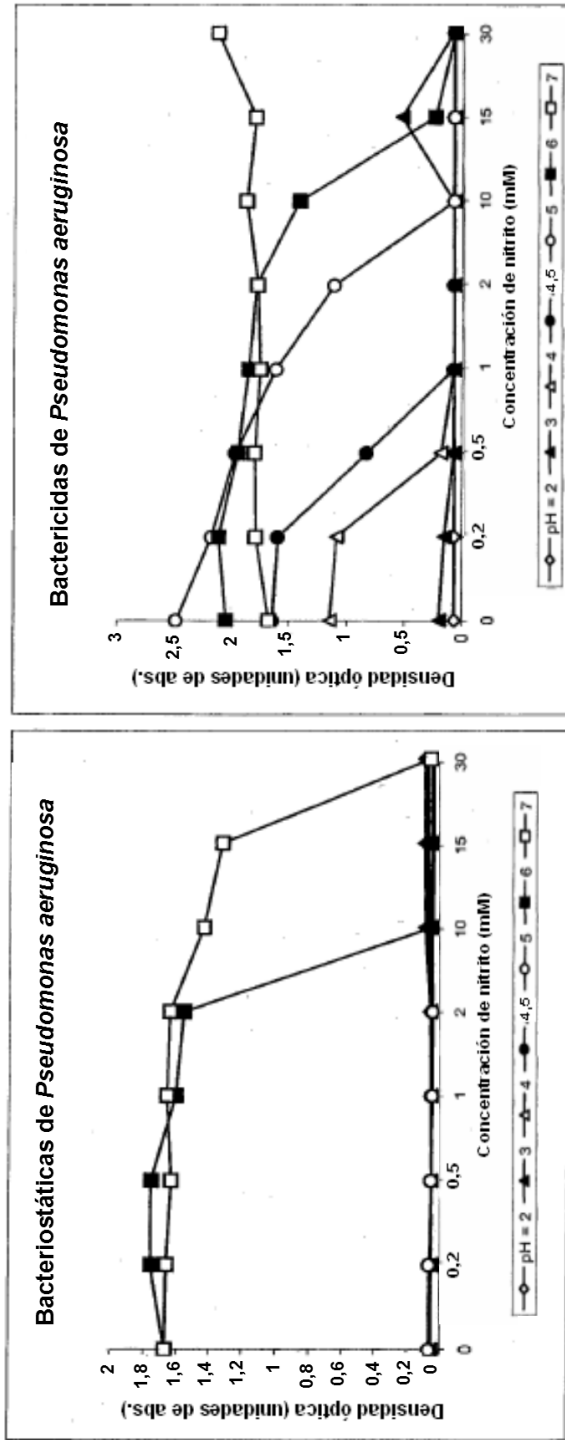 Bacteriostáticas de Pseudomonas aeruginosa
Densidad óptica (unidades de abs.)
2
1,8
1,6
1,4
1,2
1
0,8
0,6
0,4
0,2
0
0 0,2 0,5 1 2 10 15 30
Concentración de nitrito (mM)
pH = 2 3 4 .4,5 5 6 7
Bactericidas de Pseudomonas aeruginosa
Densidad óptica (unidades de abs.)
3
2,5
2
1,5
1
0,5
0
0 0,2 0,5 1 2 10 15 30
Concentración de nitrito (mM)
pH = 2 3 4 .4,5 5 6 7